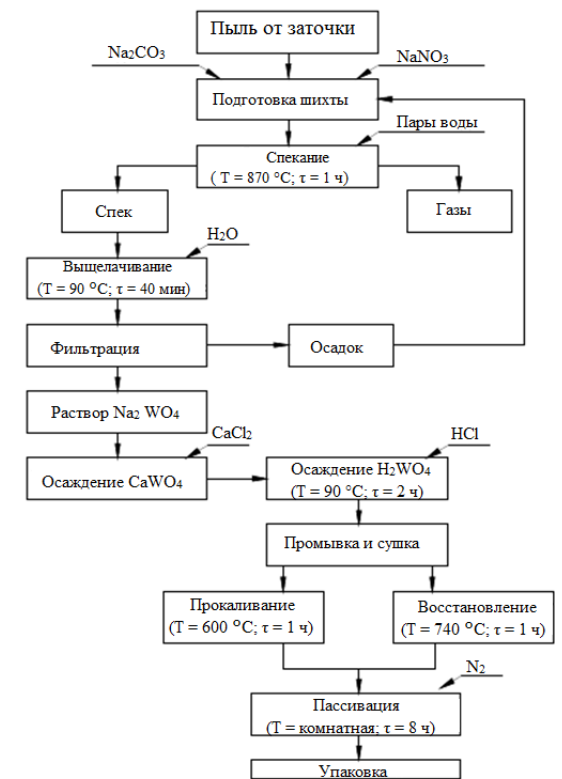 Пыль от заточки
Na₂CO₃
NaNO₃
Подготовка шихты
Пары воды
Спекание
( T = 870 °C; τ = 1 ч)
Спек
Газы
H₂O
Выщелачивание
(T = 90 °C; τ = 40 мин)
Фильтрация
Осадок
Раствор Na₂ WO₄
CaCl₂
HCl
Осаждение CaWO₄
Осаждение H₂WO₄
(T = 90 °C; τ = 2 ч)
Промывка и сушка
Прокаливание
(T = 600 °C; τ = 1 ч)
Восстановление
(T = 740 °C; τ = 1 ч)
N₂
Пассивация
(T = комнатная; τ = 8 ч)
Упаковка